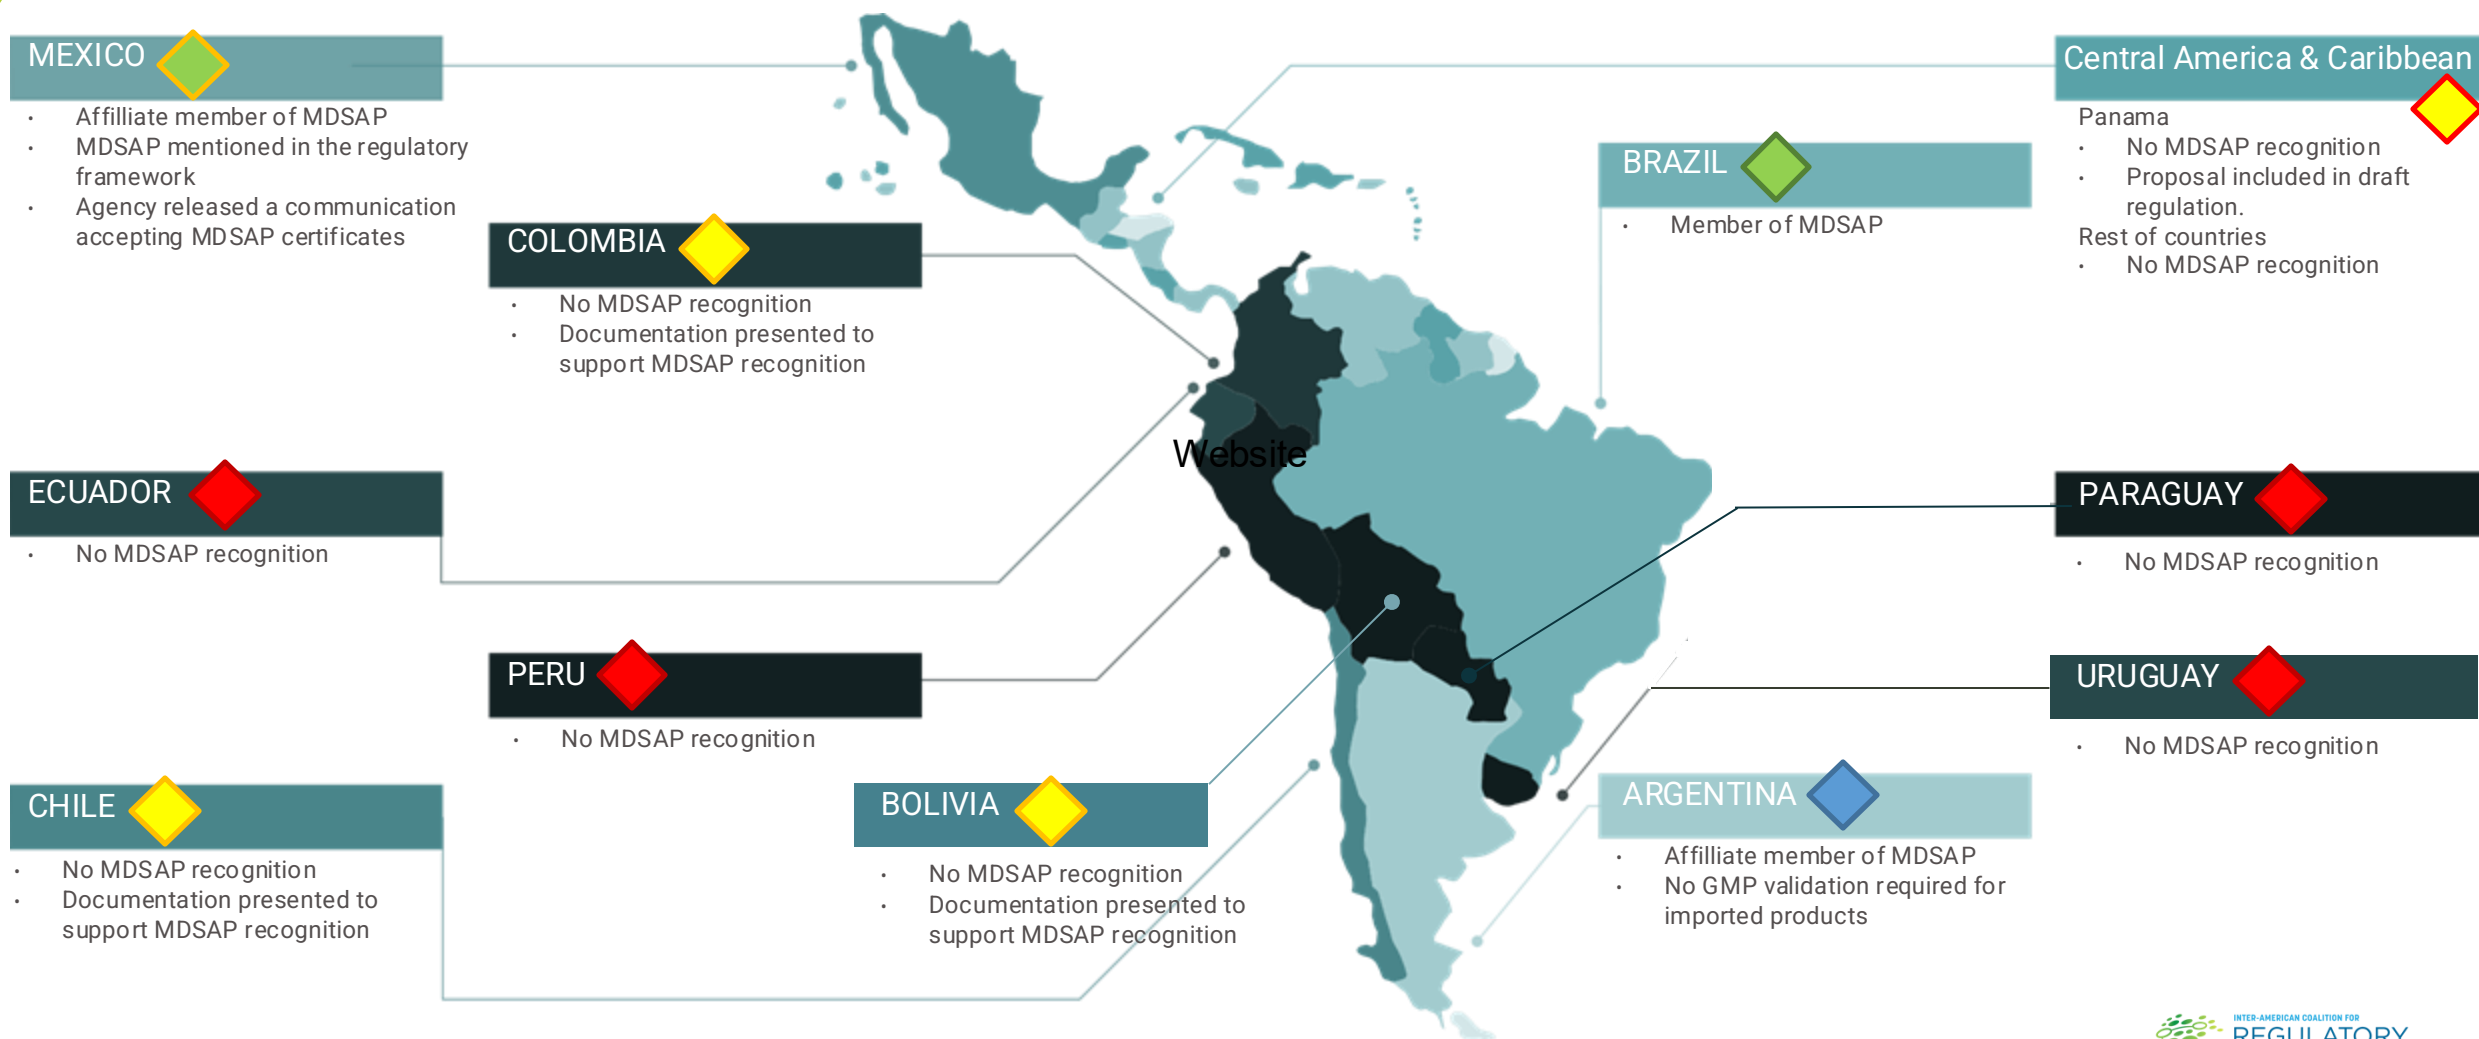 MEXICO
• Affilliate member of MDSAP
• MDSAP mentioned in the regulatory
framework
• Agency released a communication
accepting MDSAP certificates
COLOMBIA
• No MDSAP recognition
• Documentation presented to
support MDSAP recognition
Central America & Caribbean
Panama
• No MDSAP recognition
• Proposal included in draft
regulation.
Rest of countries
• No MDSAP recognition
BRAZIL
• Member of MDSAP
Website
ECUADOR
• No MDSAP recognition
PARAGUAY
• No MDSAP recognition
PERU
• No MDSAP recognition
URUGUAY
• No MDSAP recognition
CHILE
• No MDSAP recognition
• Documentation presented to
support MDSAP recognition
BOLIVIA
• No MDSAP recognition
• Documentation presented to
support MDSAP recognition
ARGENTINA
• Affilliate member of MDSAP
• No GMP validation required for
imported products
INTER-AMERICAN COALITION FOR
REGULATORY